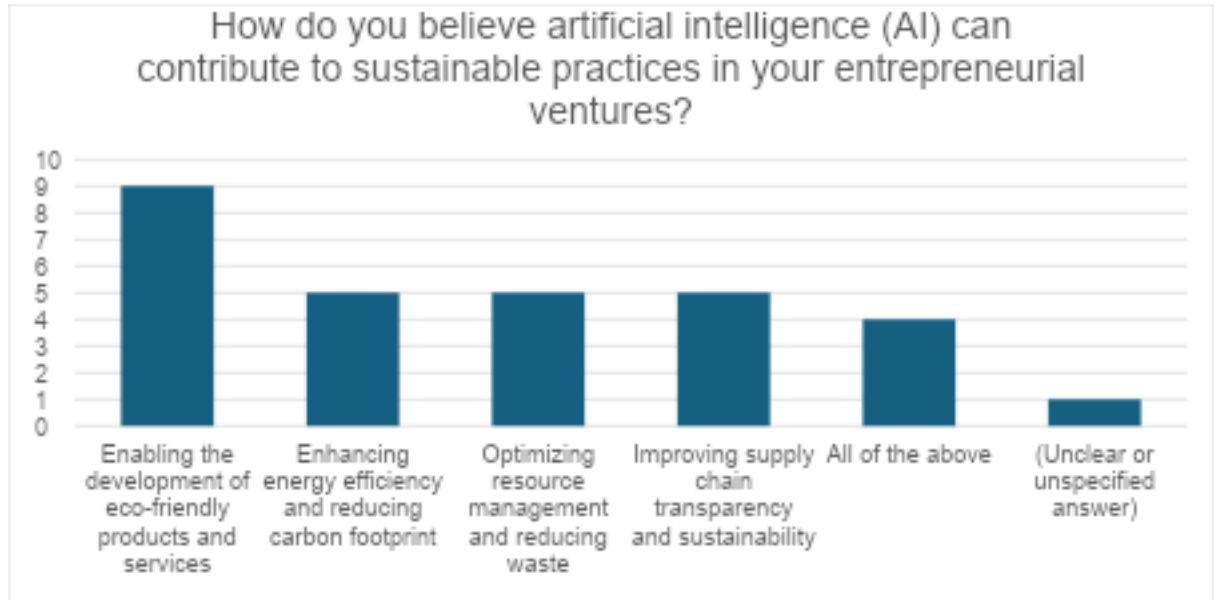 How do you believe artificial intelligence (AI) can
contribute to sustainable practices in your entrepreneurial
ventures?
10
9
8
7
6
5
4
3
2
1
0
Enabling the
development of
eco-friendly
products and
services
Enhancing
energy efficiency
and reducing
carbon footprint
Optimizing
resource
management
and reducing
waste
Improving supply
chain
transparency
and sustainability
All of the above
(Unclear or
unspecified
answer)